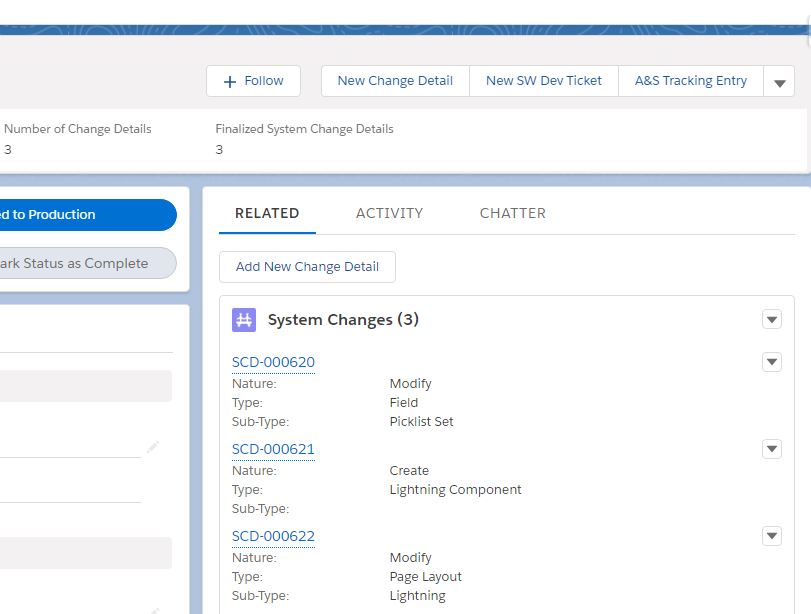 + Follow
New Change Detail
New SW Dev Ticket
A&S Tracking Entry
Number of Change Details
Finalized System Change Details
3
3
to Production
Status as Complete
RELATED
ACTIVITY
CHATTER
Add New Change Detail
System Changes (3)
SCD-000620
Nature: Modify
Type: Field
Sub-Type: Picklist Set
SCD-000621
Nature: Create
Type: Lightning Component
Sub-Type:
SCD-000622
Nature: Modify
Type: Page Layout
Sub-Type: Lightning